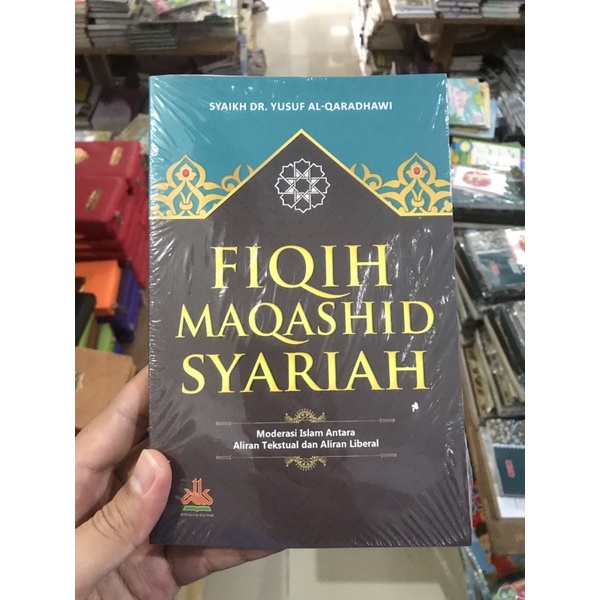 SYAIKH DR. YUSUF AL-QARADHAWI
FIQIH
MAQASHID
SYARIAH
Moderasi Islam Antara
Aliran Tekstual dan Aliran Liberal